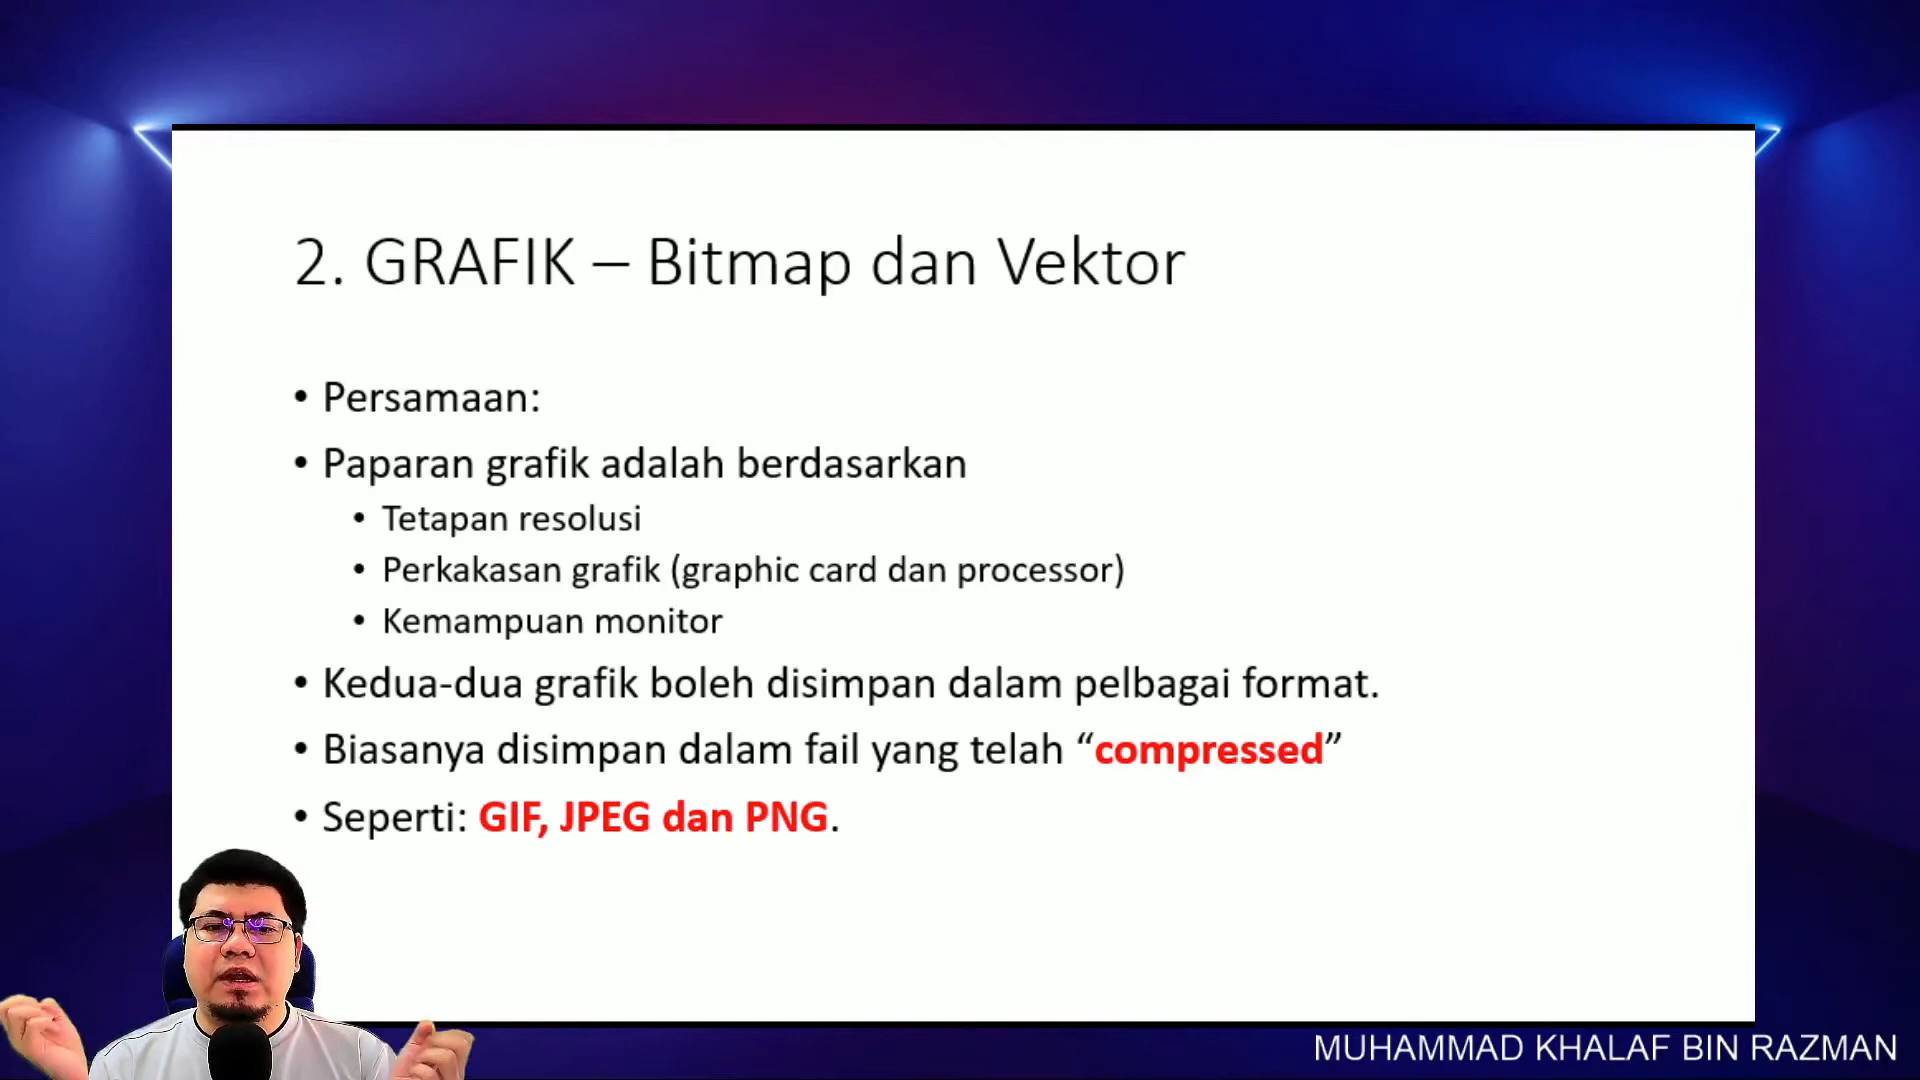 2. GRAFIK – Bitmap dan Vektor
• Persamaan:
• Paparan grafik adalah berdasarkan
• Tetapan resolusi
• Perkakasan grafik (graphic card dan processor)
• Kemampuan monitor
• Kedua-dua grafik boleh disimpan dalam pelbagai format.
• Biasanya disimpan dalam fail yang telah “compressed”
• Seperti: GIF, JPEG dan PNG.
MUHAMMAD KHALAF BIN RAZMAN